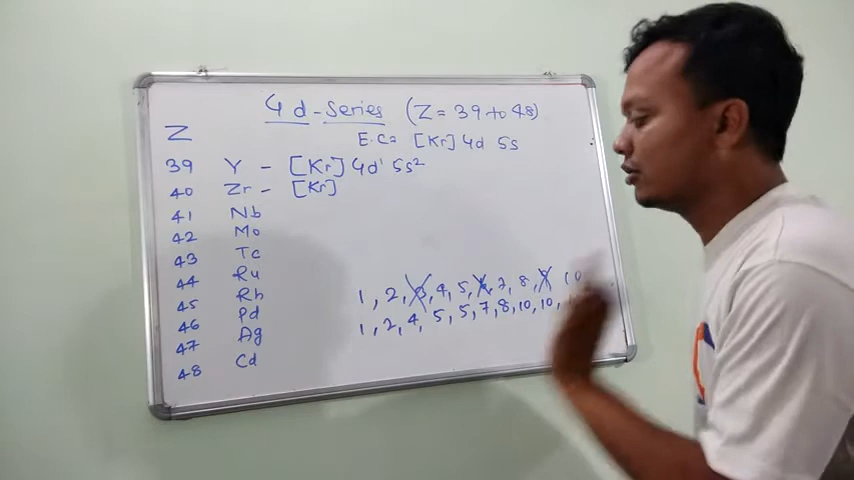 4d-Series (Z = 39 to 48)
Z E.C = [Kr] 4d 5s
39 Y - [Kr] 4d¹ 5s²
40 Zr - [Kr]
41 Nb
42 Mo
43 Tc
44 Ru
45 Rh
46 Pd
47 Ag
48 Cd
1, 2, 3, 4, 5, 6, 7, 8, 9, 10
1, 2, 4, 5, 5, 7, 8, 10, 10,